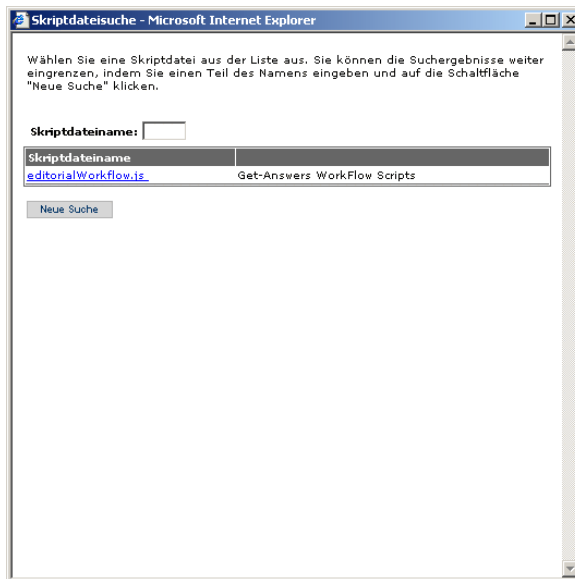 Skriptdateisuche - Microsoft Internet Explorer
Wählen Sie eine Skriptdatei aus der Liste aus. Sie können die Suchergebnisse weiter
eingrenzen, indem Sie einen Teil des Namens eingeben und auf die Schaltfläche
"Neue Suche" klicken.
Skriptdateiname:
Skriptdateiname
editorialWorkflow.js Get-Answers WorkFlow Scripts
Neue Suche